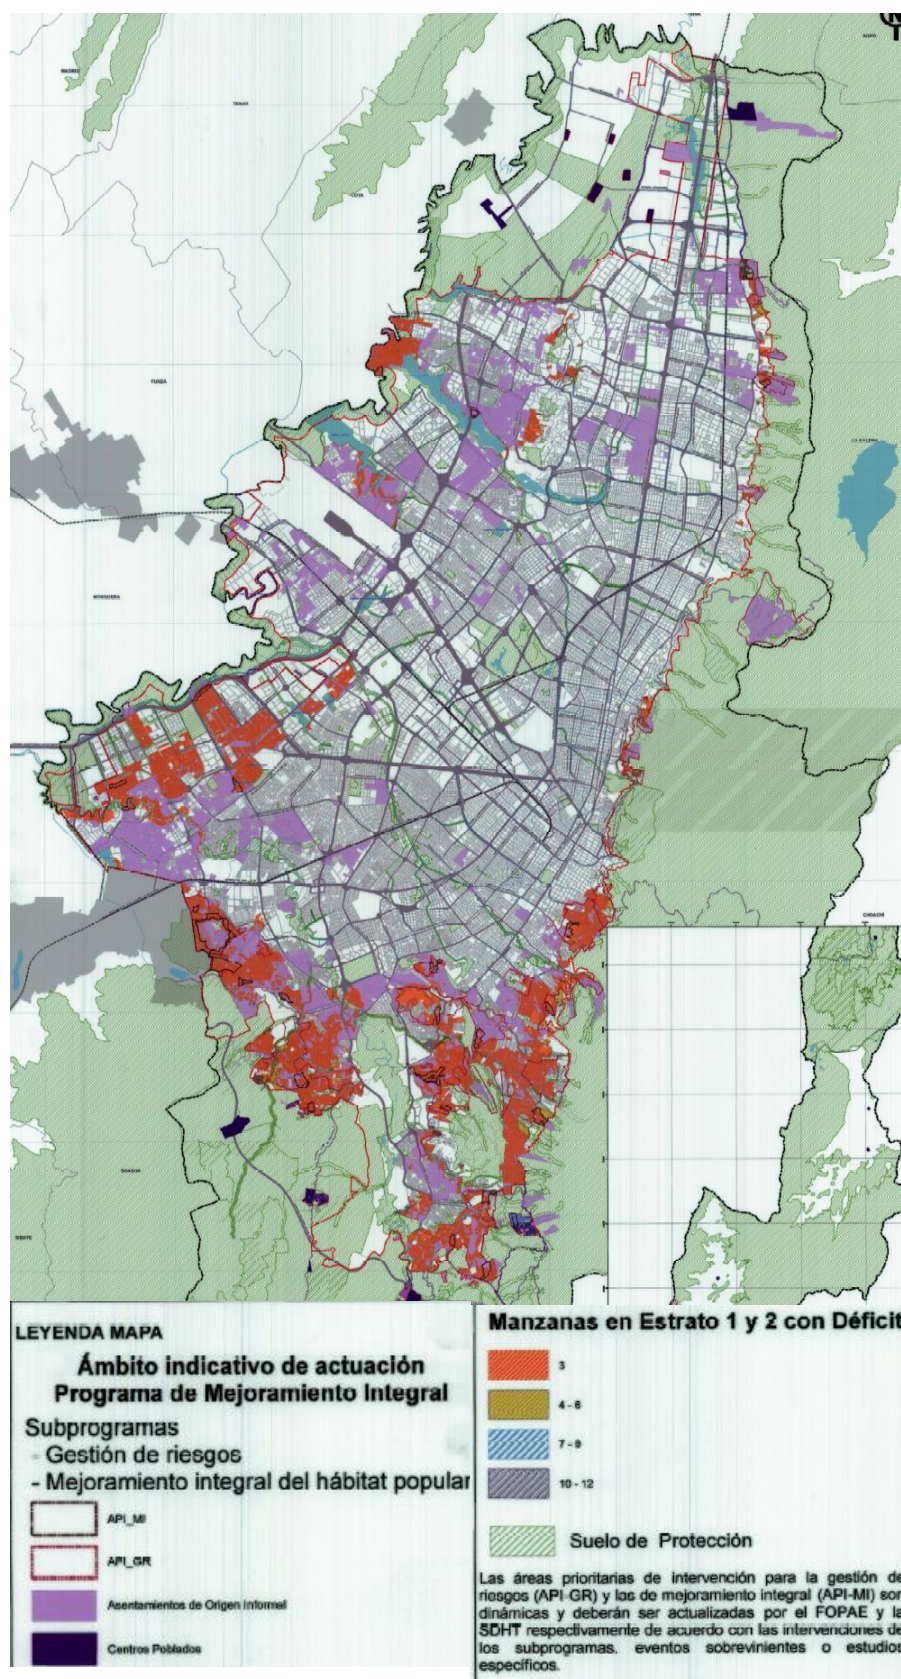 MADRID
TENJO
COTA
FUNZA
LA CALERA
MOSQUERA
CHOACHÍ
SOACHA
SIBATÉ
LEYENDA MAPA
Ámbito indicativo de actuación
Programa de Mejoramiento Integral
Subprogramas
- Gestión de riesgos
- Mejoramiento integral del hábitat popular
API_MI
API_GR
Asentamientos de Origen Informal
Centros Poblados
Manzanas en Estrato 1 y 2 con Déficit
3
4 - 6
7 - 9
10 - 12
Suelo de Protección
Las áreas prioritarias de intervención para la gestión de
riesgos (API-GR) y las de mejoramiento integral (API-MI) son
dinámicas y deberán ser actualizadas por el FOPAE y la
SDHT respectivamente de acuerdo con las intervenciones de
los subprogramas, eventos sobrevinientes o estudios
específicos.